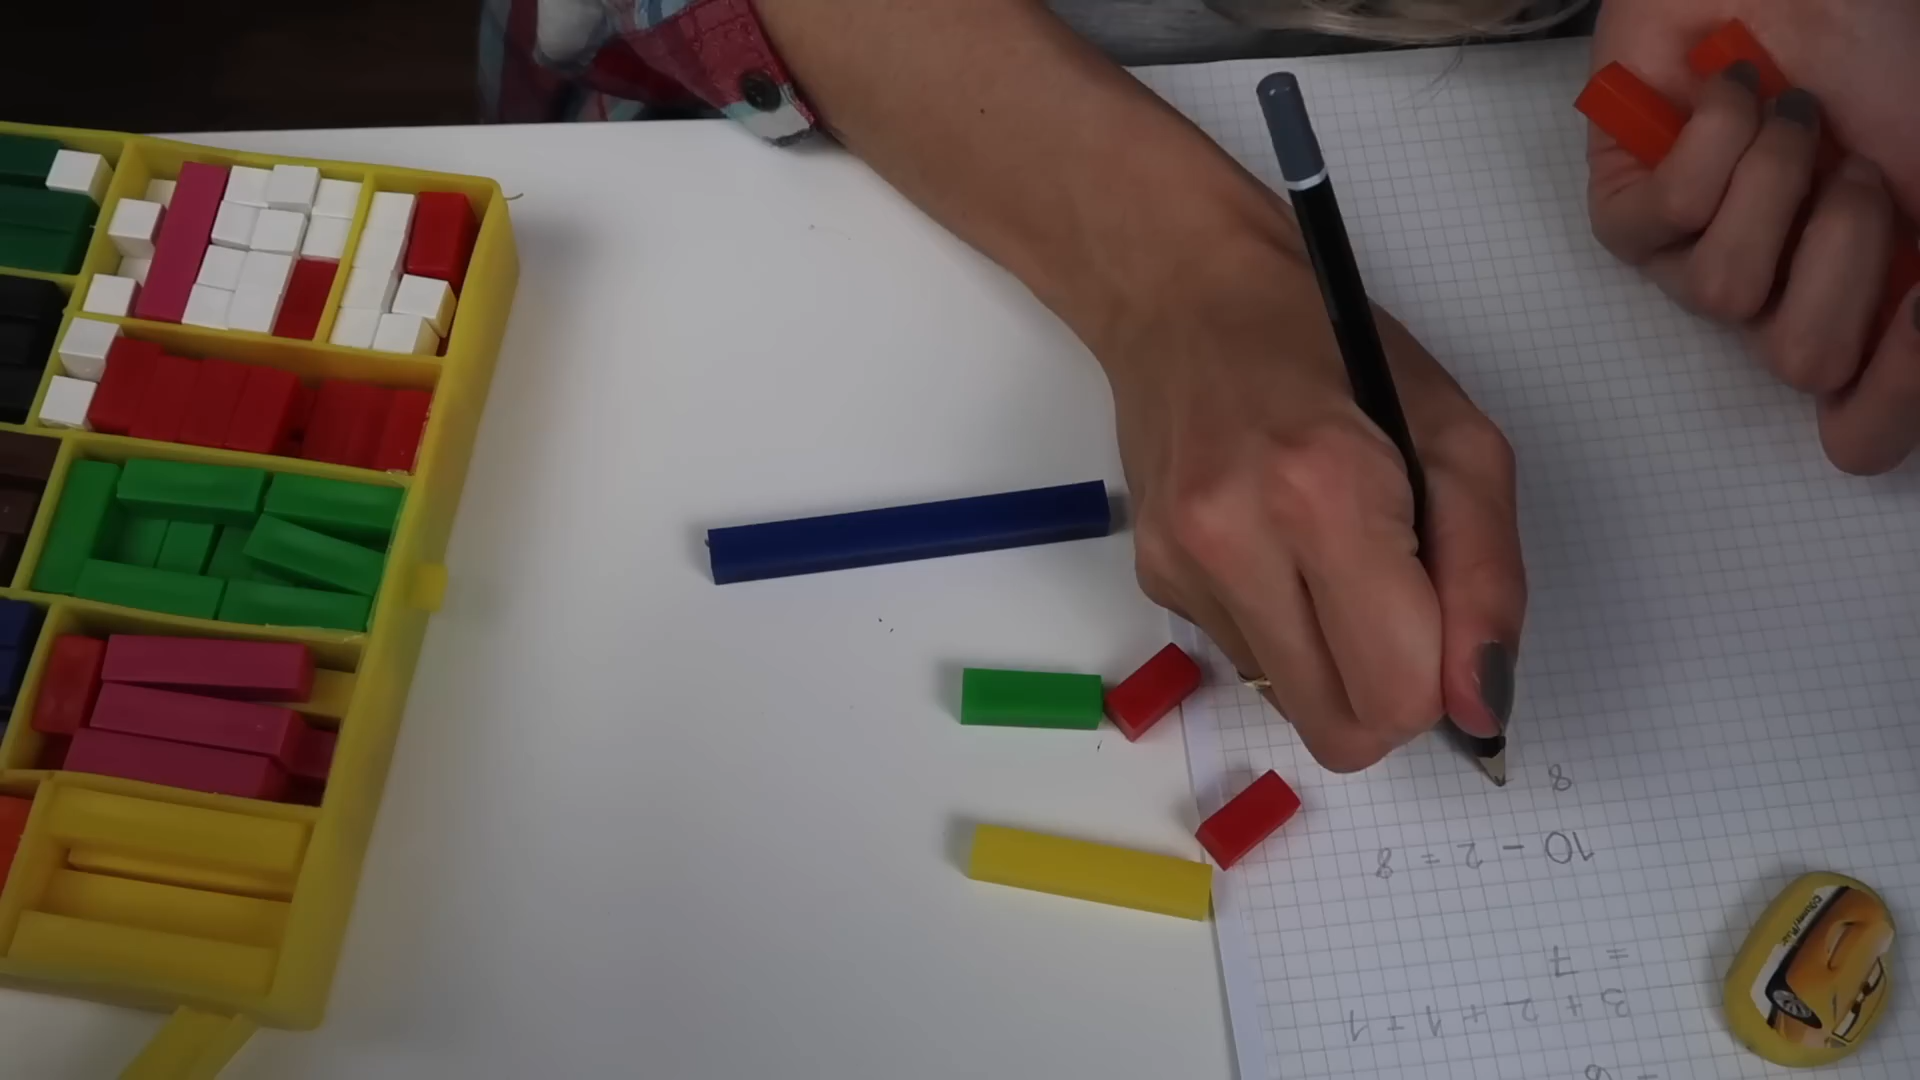 3 + 2 + 1 + 1
= 7
10 - 2 = 8
8